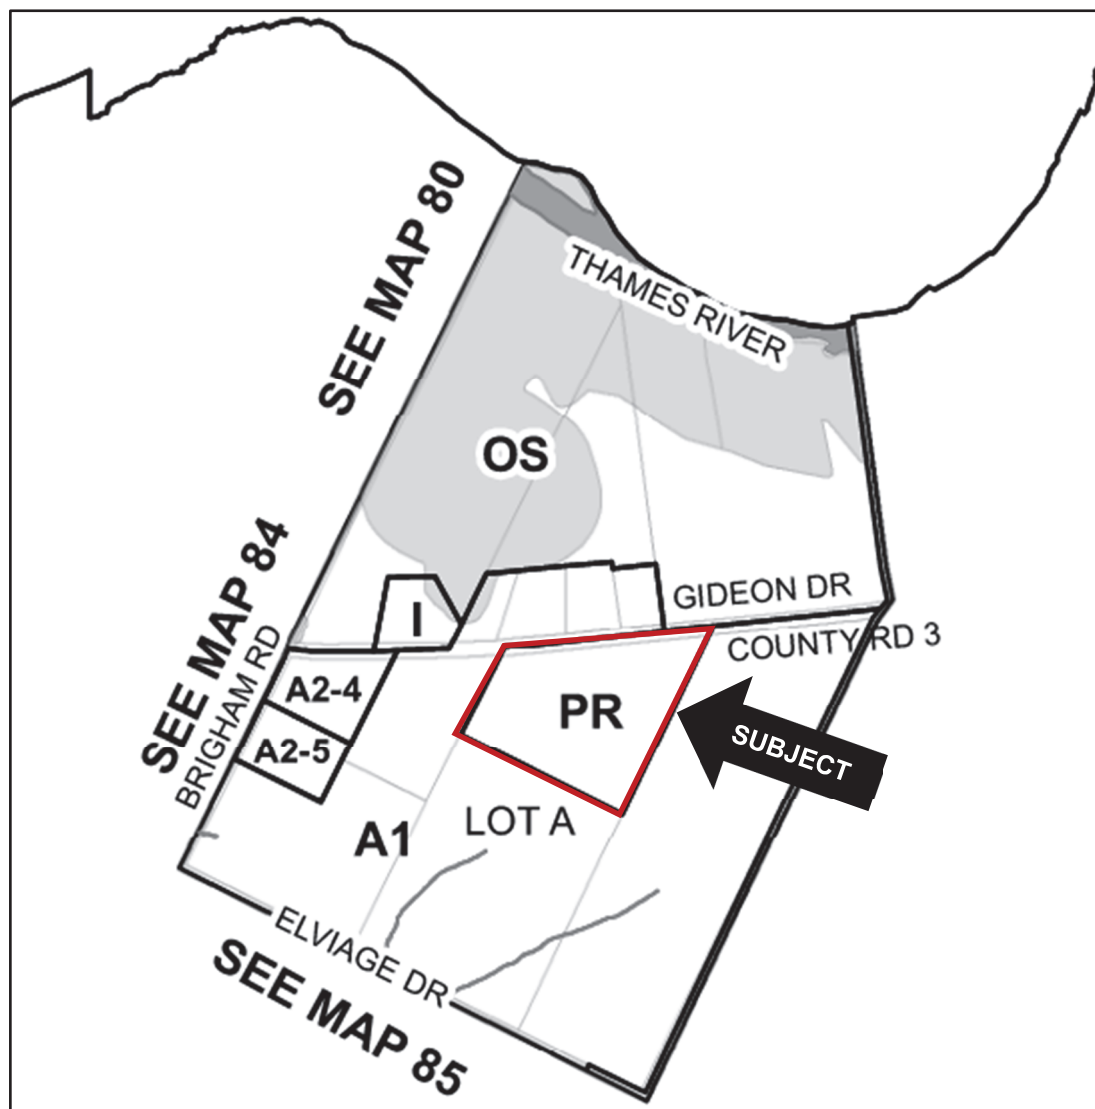 SEE MAP 80
THAMES RIVER
OS
SEE MAP 84
GIDEON DR
I
COUNTY RD 3
BRIGHAM RD
A2-4
PR
SUBJECT
A2-5
LOT A
A1
ELVIAGE DR
SEE MAP 85